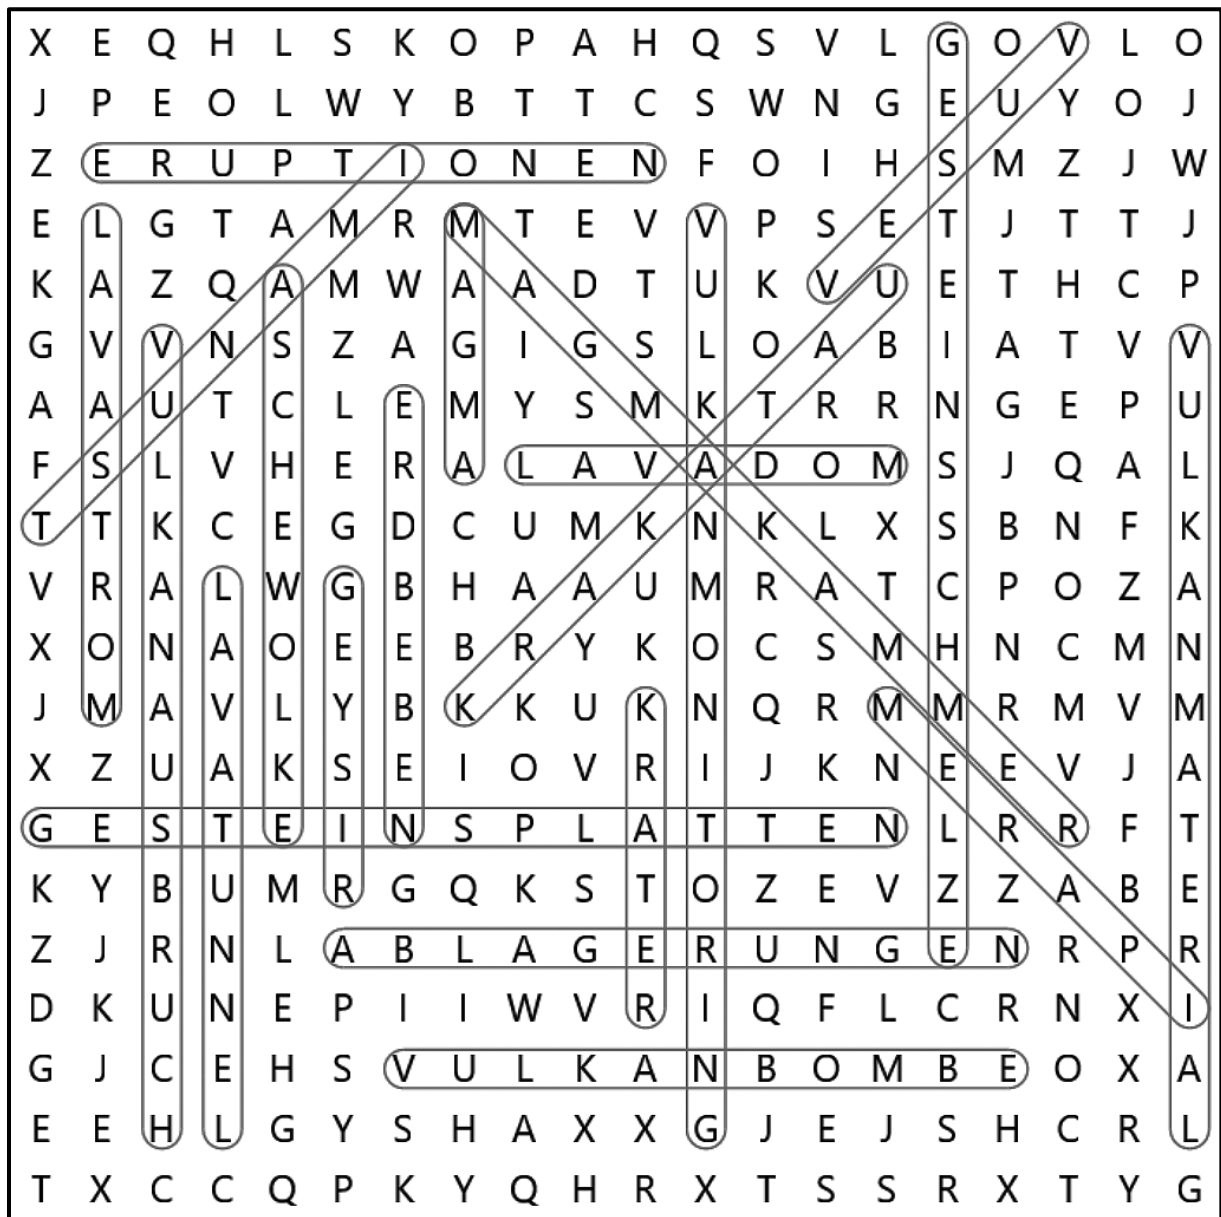 X E Q H L S K O P A H Q S V L G O V L O
J P E O L W Y B T T C S W N G E U Y O J
Z E R U P T I O N E N F O I H S M Z J W
E L G T A M R M T E V V P S E T J T T J
K A Z Q A M W A A D T U K V U E T H C P
G V V N S Z A G I G S L O A B I A T V V
A A U T C L E M Y S M K T R R N G E P U
F S L V H E R A L A V A D O M S J Q A L
T T K C E G D C U M K N K L X S B N F K
V R A L W G B H A A U M R A T C P O Z A
X O N A O E E B R Y K O C S M H N C M N
J M A V L Y B K K U K N Q R M M R M V M
X Z U A K S E I O V R I J K N E E V J A
G E S T E I N S P L A T T E N L R R F T
K Y B U M R G Q K S T O Z E V Z Z A B E
Z J R N L A B L A G E R U N G E N R P R
D K U N E P I I W V R I Q F L C R N X I
G J C E H S V U L K A N B O M B E O X A
E E H L G Y S H A X X G J E J S H C R L
T X C C Q P K Y Q H R X T S S R X T Y G